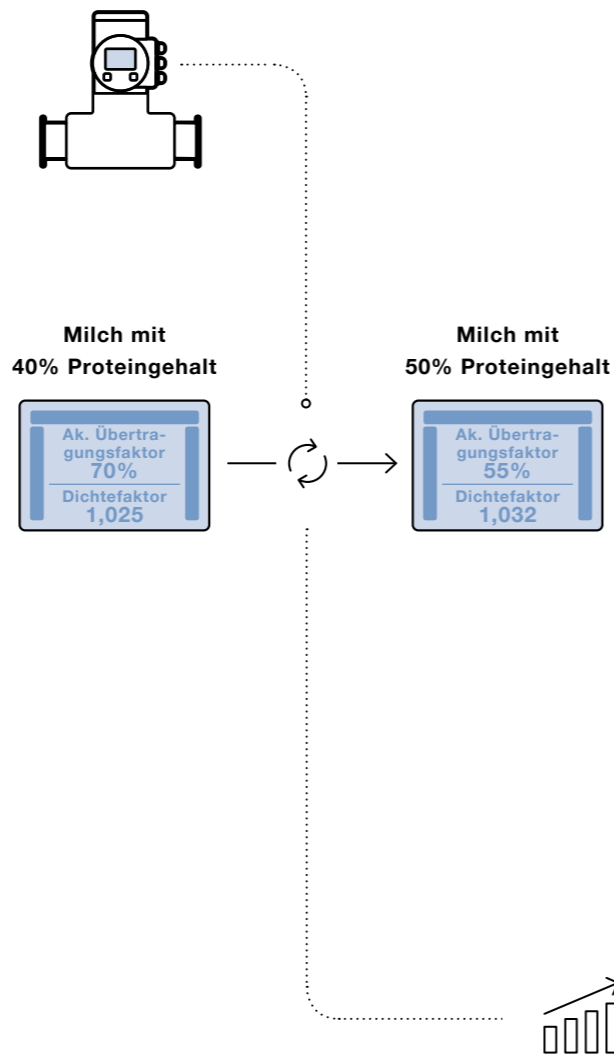 Milch mit
40% Proteingehalt
Ak. Übertra-
gungsfaktor
70%
Dichtefaktor
1,025
Milch mit
50% Proteingehalt
Ak. Übertra-
gungsfaktor
55%
Dichtefaktor
1,032